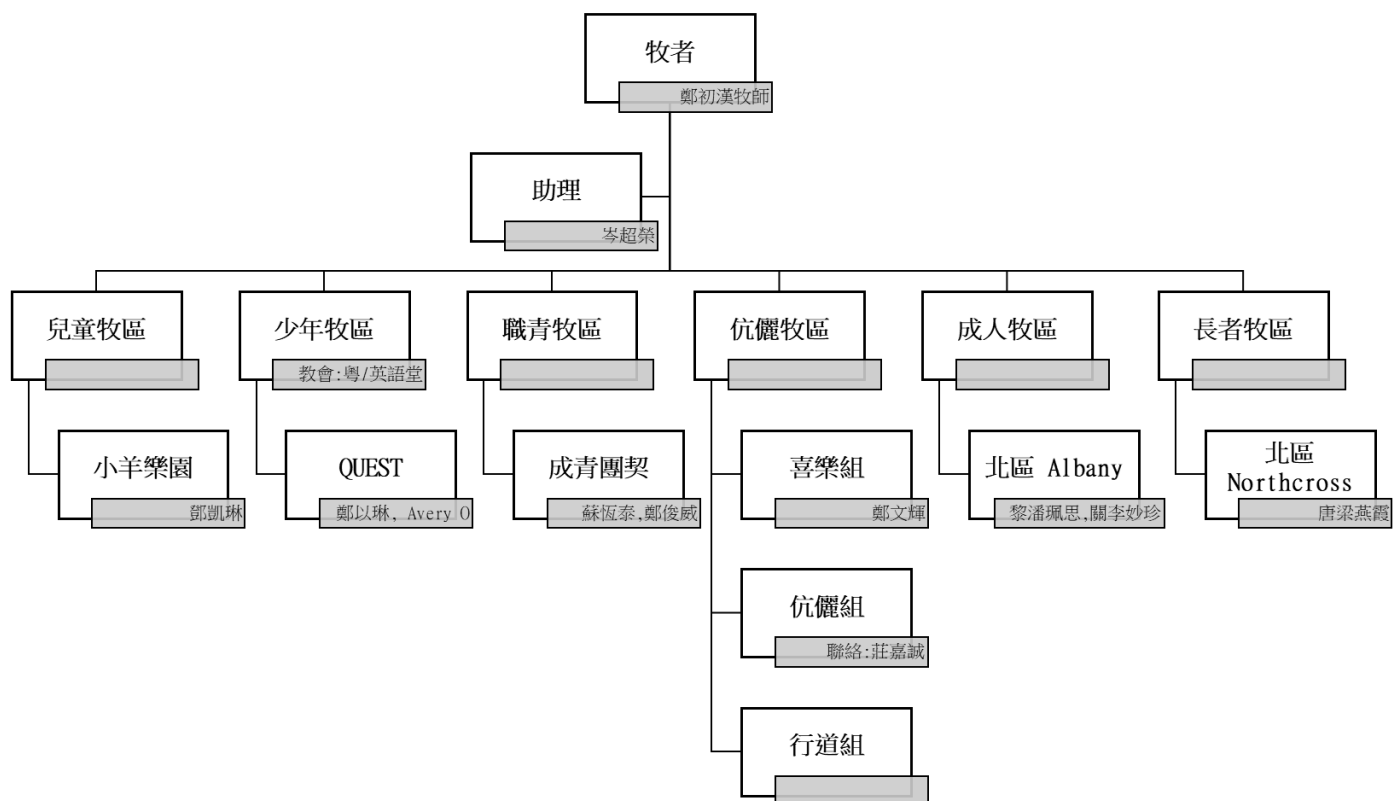 牧者
鄭初漢牧師
助理
岑超榮
兒童牧區
少年牧區
教會:粵/英語堂
職青牧區
伉儷牧區
成人牧區
長者牧區
小羊樂園
鄧凱琳
QUEST
鄭以琳, Avery O
成青團契
蘇恆泰,鄭俊威
喜樂組
鄭文輝
北區 Albany
黎潘珮思,關李妙珍
北區
Northcross
唐梁燕霞
伉儷組
聯絡:莊嘉誠
行道組